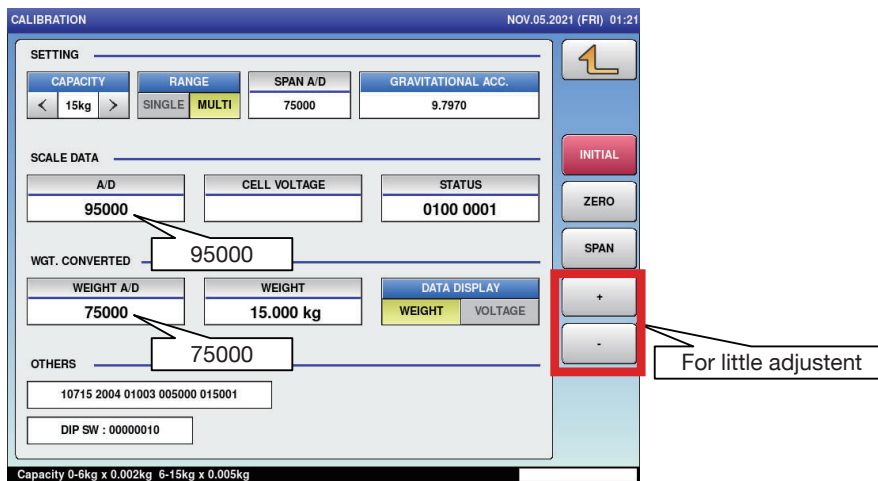 CALIBRATION NOV.05.2021 (FRI) 01:21
SETTING
CAPACITY RANGE SPAN A/D GRAVITATIONAL ACC.
< 15kg > SINGLE MULTI 75000 9.7970
INITIAL
SCALE DATA
A/D CELL VOLTAGE STATUS
95000 0100 0001
ZERO
SPAN
95000
WGT. CONVERTED
WEIGHT A/D WEIGHT DATA DISPLAY
75000 15.000 kg WEIGHT VOLTAGE
+
-
75000
For little adjustent
OTHERS
10715 2004 01003 005000 015001
DIP SW : 00000010
Capacity 0-6kg x 0.002kg 6-15kg x 0.005kg